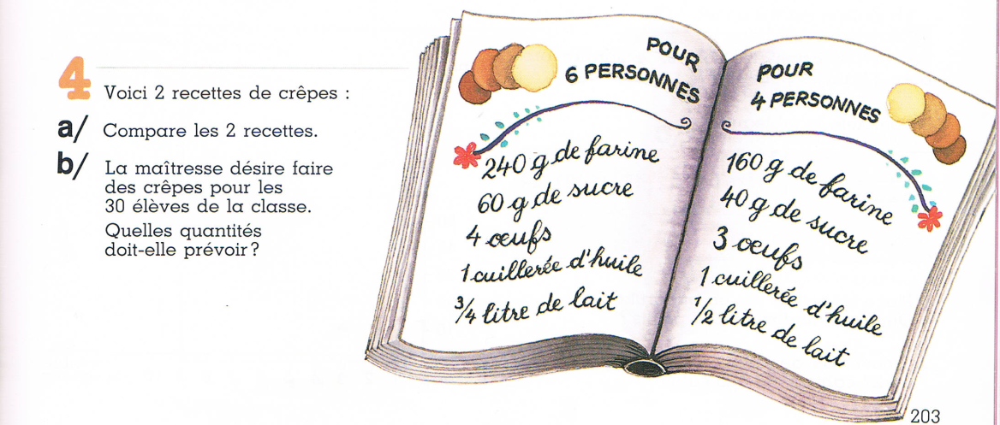 4
Voici 2 recettes de crêpes :
a/ Compare les 2 recettes.
b/ La maîtresse désire faire
des crêpes pour les
30 élèves de la classe.
Quelles quantités
doit-elle prévoir ?
POUR
6 PERSONNES
240 g de farine
60 g de sucre
4 œufs
1 cuillerée d'huile
3/4 litre de lait
POUR
4 PERSONNES
160 g de farine
40 g de sucre
3 œufs
1 cuillerée d'huile
1/2 litre de lait
203